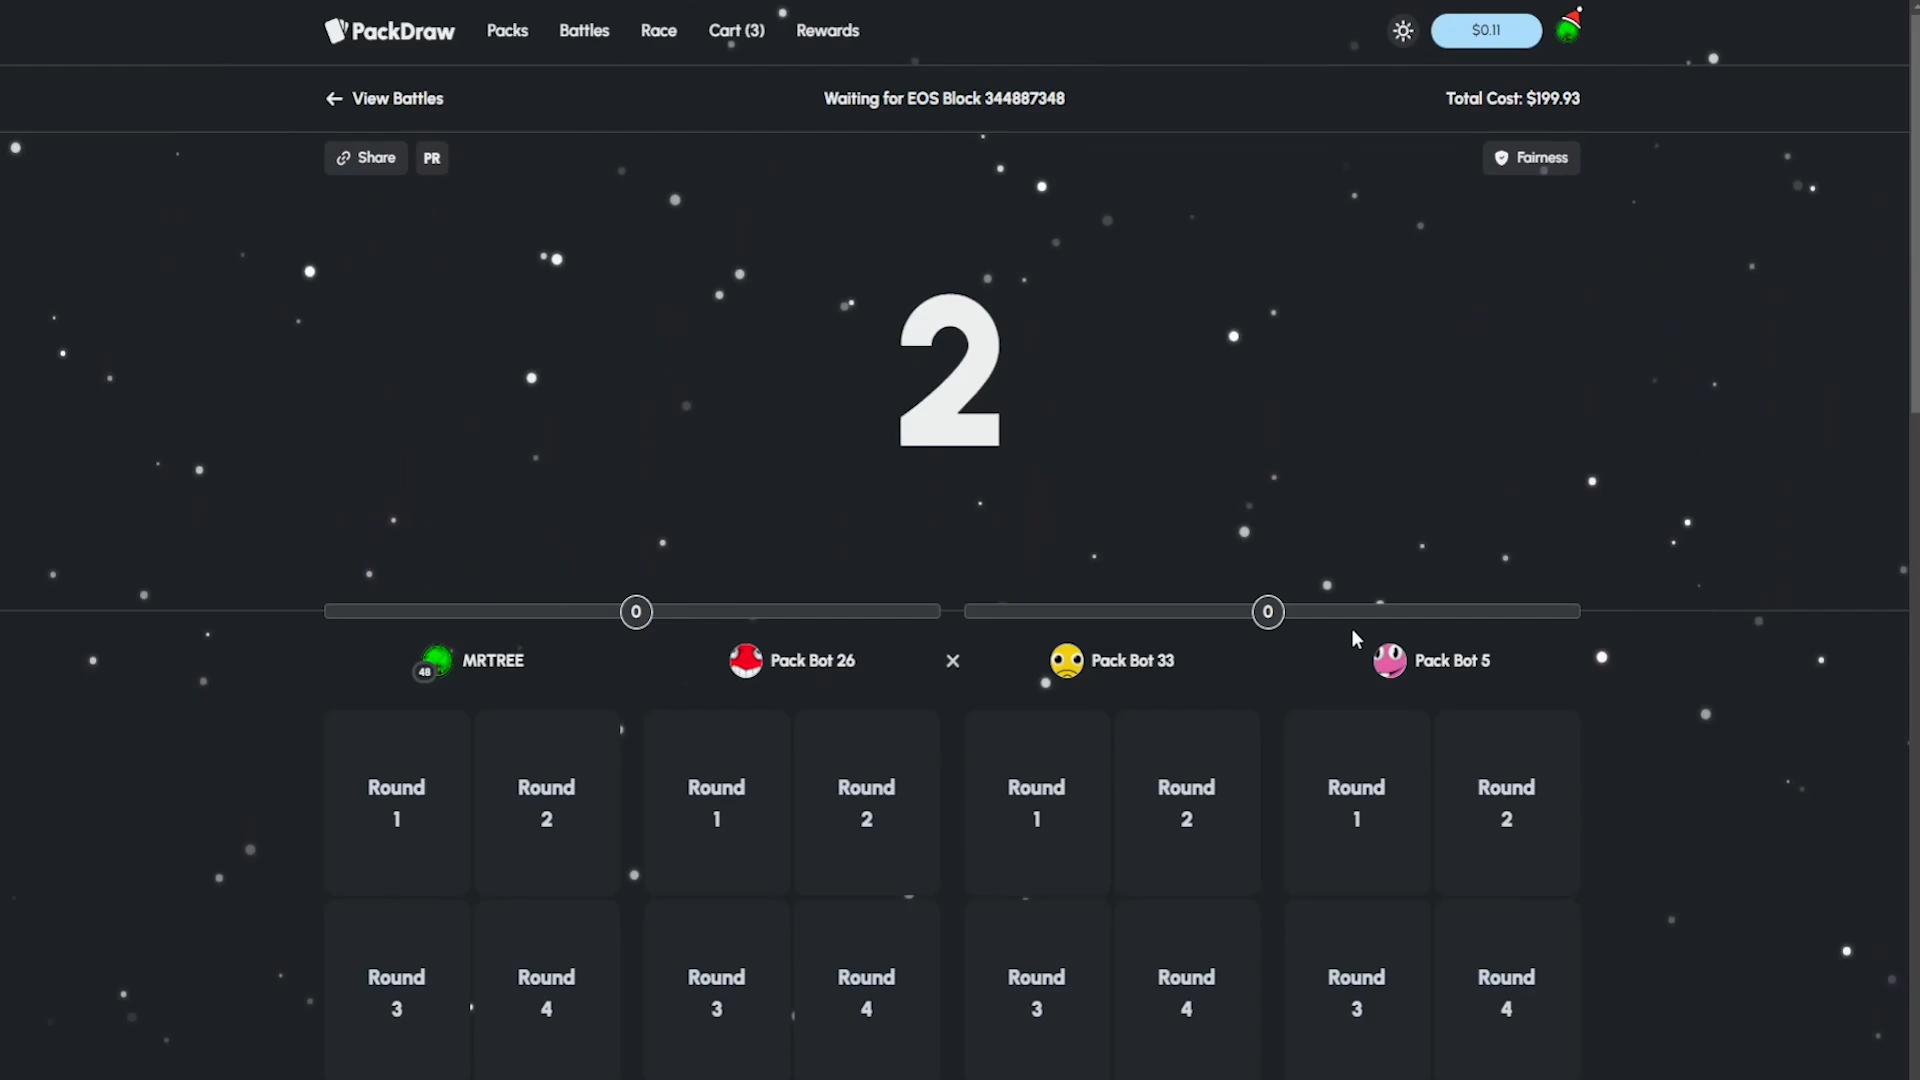 PackDraw Packs Battles Race Cart (3) Rewards $0.11
View Battles Waiting for EOS Block 344887348 Total Cost: $199.93
Share PR Fairness
2
0 0
48 MRTREE Pack Bot 26 Pack Bot 33 Pack Bot 5
Round Round Round Round Round Round Round Round
1 2 1 2 1 2 1 2
Round Round Round Round Round Round Round Round
3 4 3 4 3 4 3 4